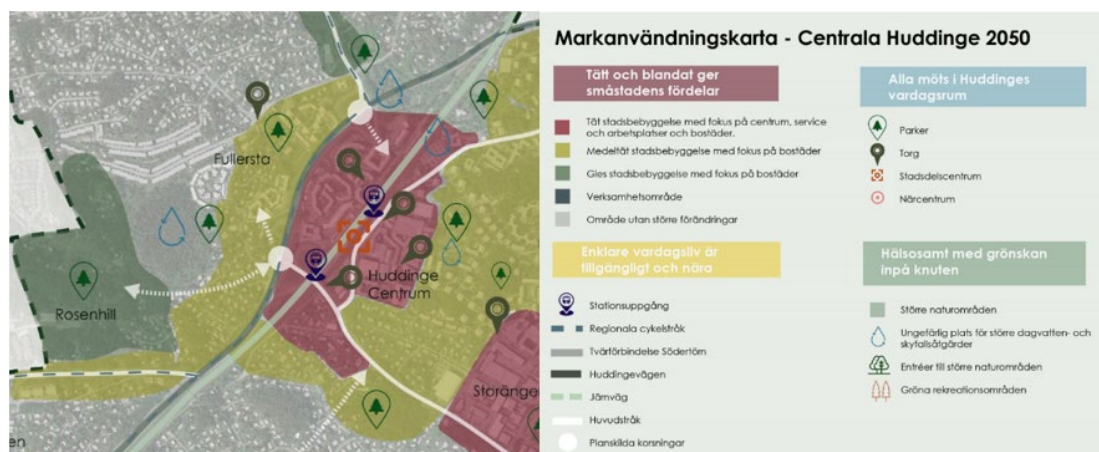 Fullersta
Rosenhill
Huddinge
Centrum
Storänge
en
Markanvändningskarta - Centrala Huddinge 2050
Tätt och blandat ger
småstadens fördelar
Tät stadsbebyggelse med fokus på centrum, service
och arbetsplatser och bostäder.
Medeltät stadsbebyggelse med fokus på bostäder
Gles stadsbebyggelse med fokus på bostäder
Verksamhetsområde
Område utan större förändringar
Enklare vardagsliv är
tillgängligt och nära
Stationsuppgång
Regionala cykelstråk
Tvärförbindelse Södertörn
Huddingevägen
Järnväg
Huvudstråk
Planskilda korsningar
Alla möts i Huddinges
vardagsrum
Parker
Torg
Stadsdelscentrum
Närcentrum
Hälsosamt med grönskan
inpå knuten
Större naturområden
Ungefärlig plats för större dagvatten- och
skyfallsåtgärder
Entréer till större naturområden
Gröna rekreationsområden